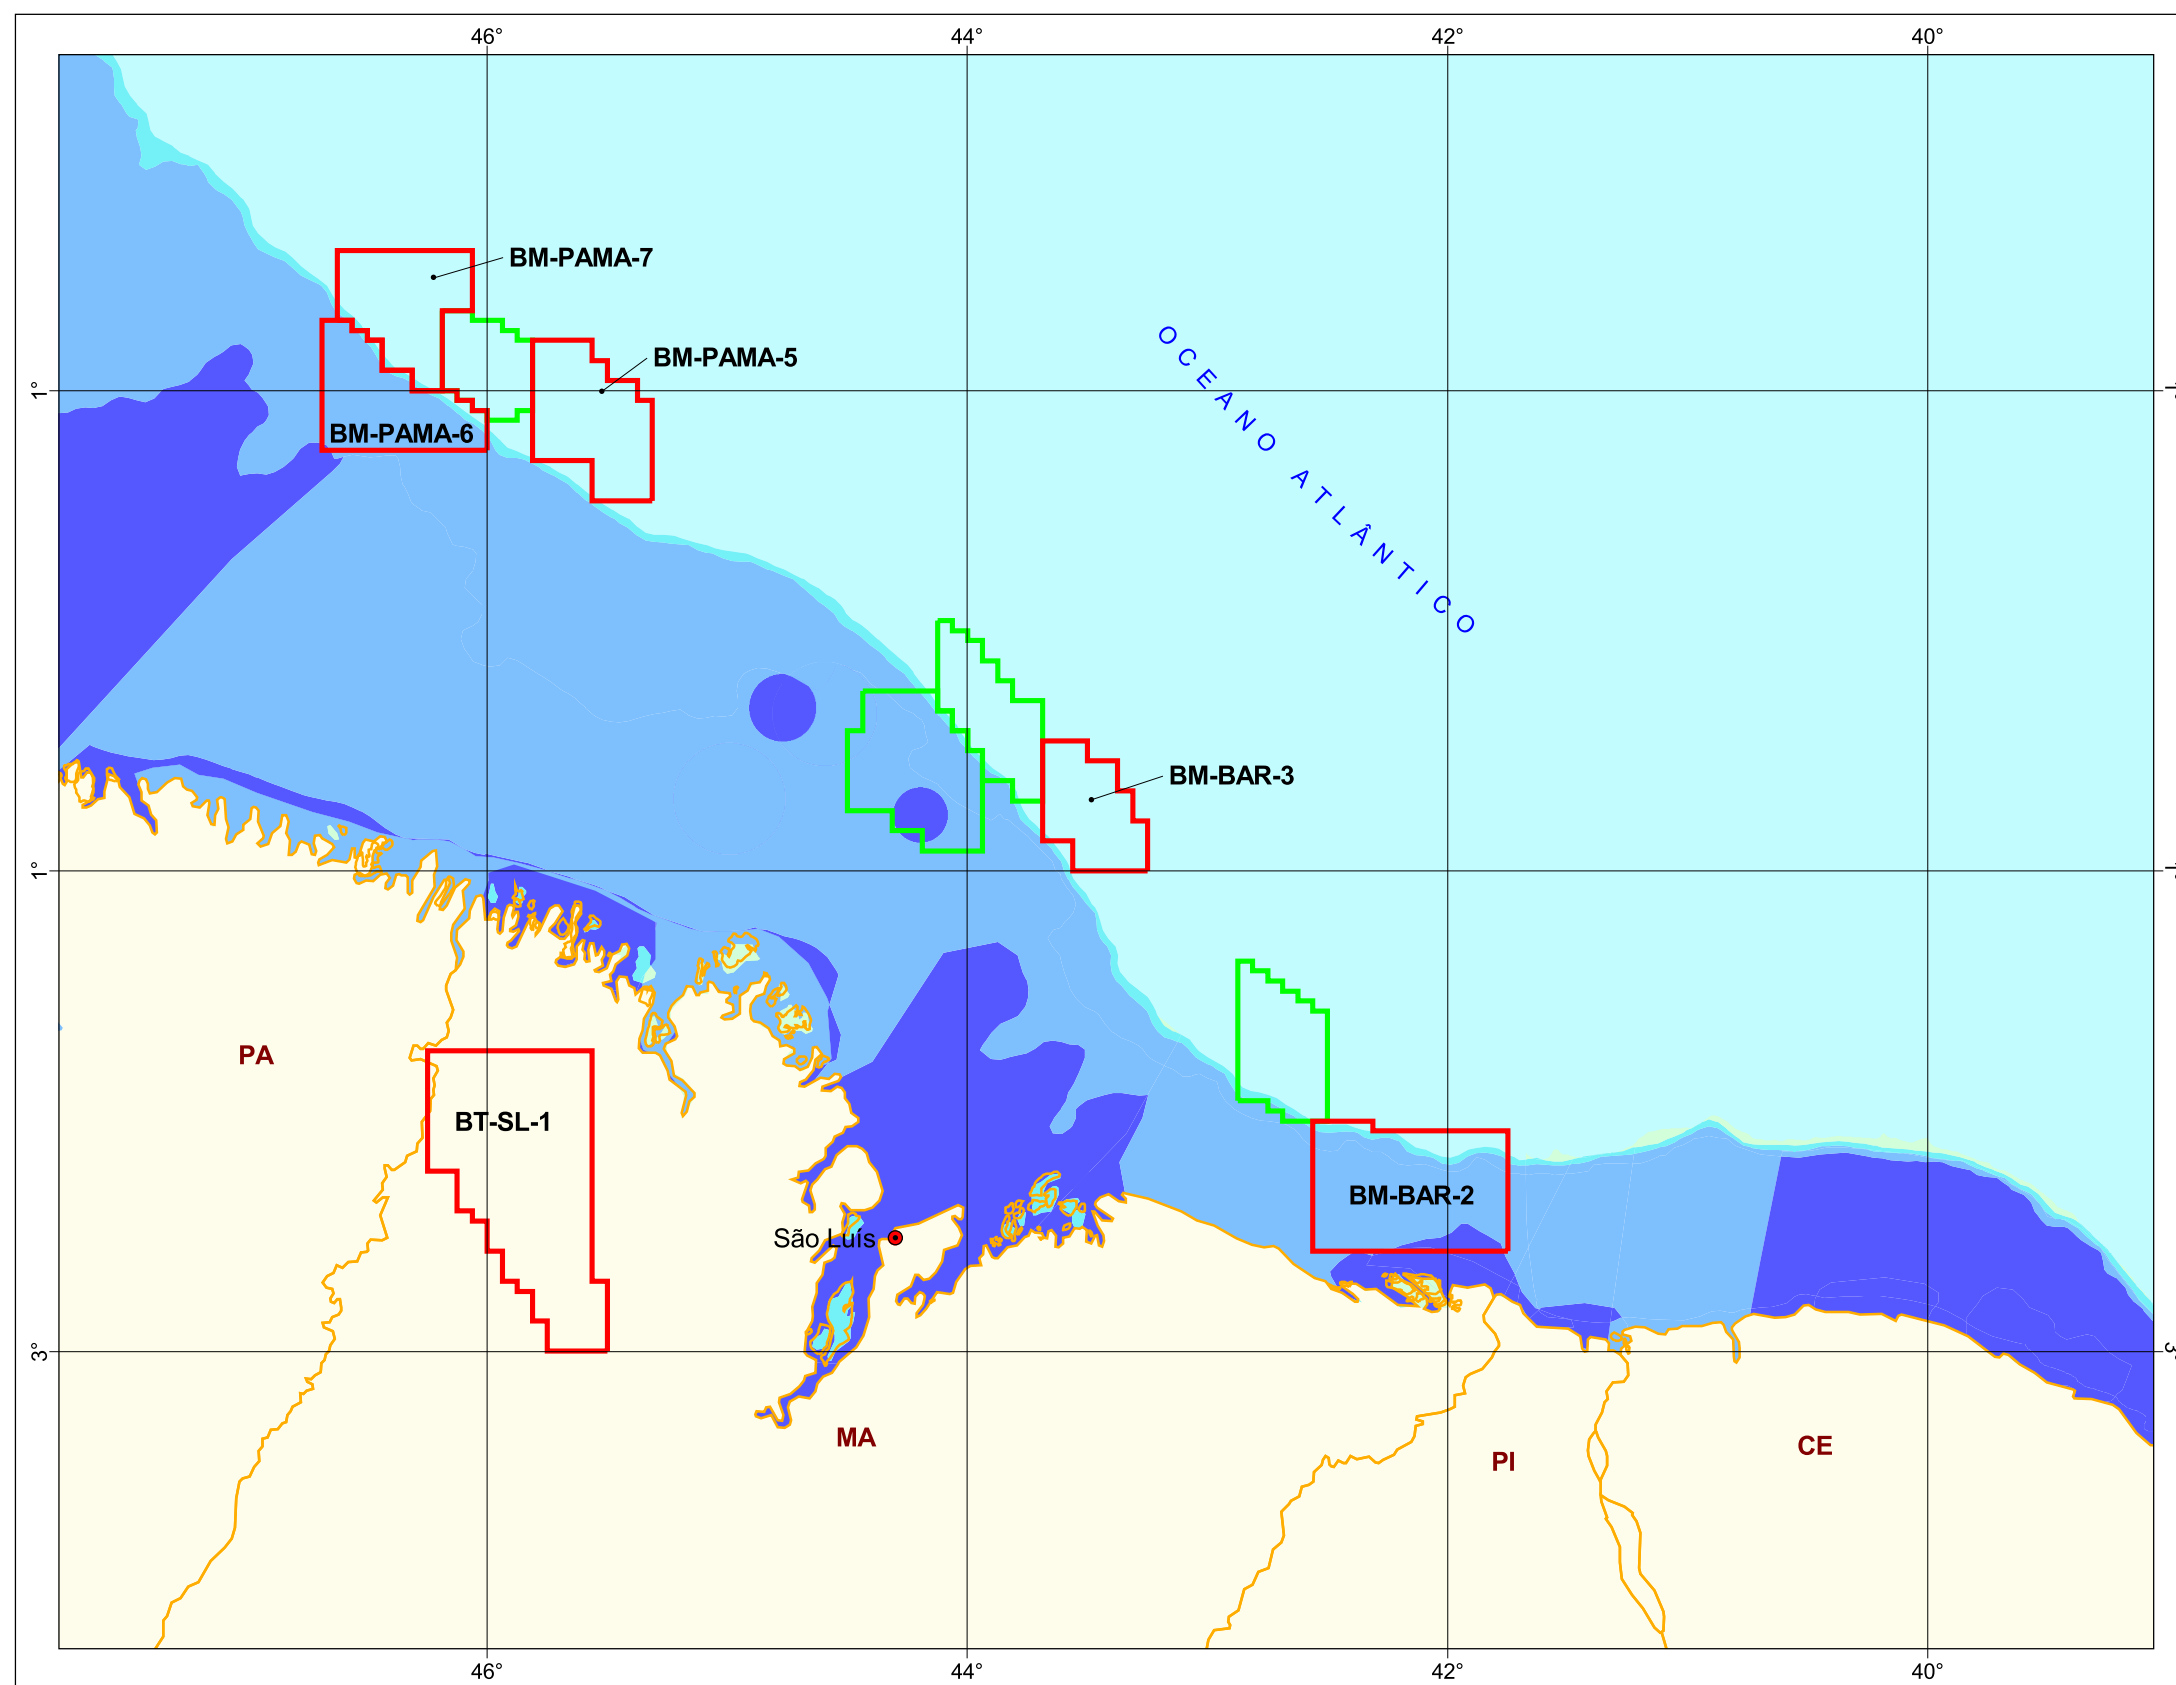 46° 44° 42° 40°
BM-PAMA-7
OCEANO ATLÂNTICO
BM-PAMA-5
1°
BM-PAMA-6
BM-BAR-3
1°
PA
BT-SL-1
BM-BAR-2
São Luís
3°
MA
PI
CE
46° 44° 42° 40°